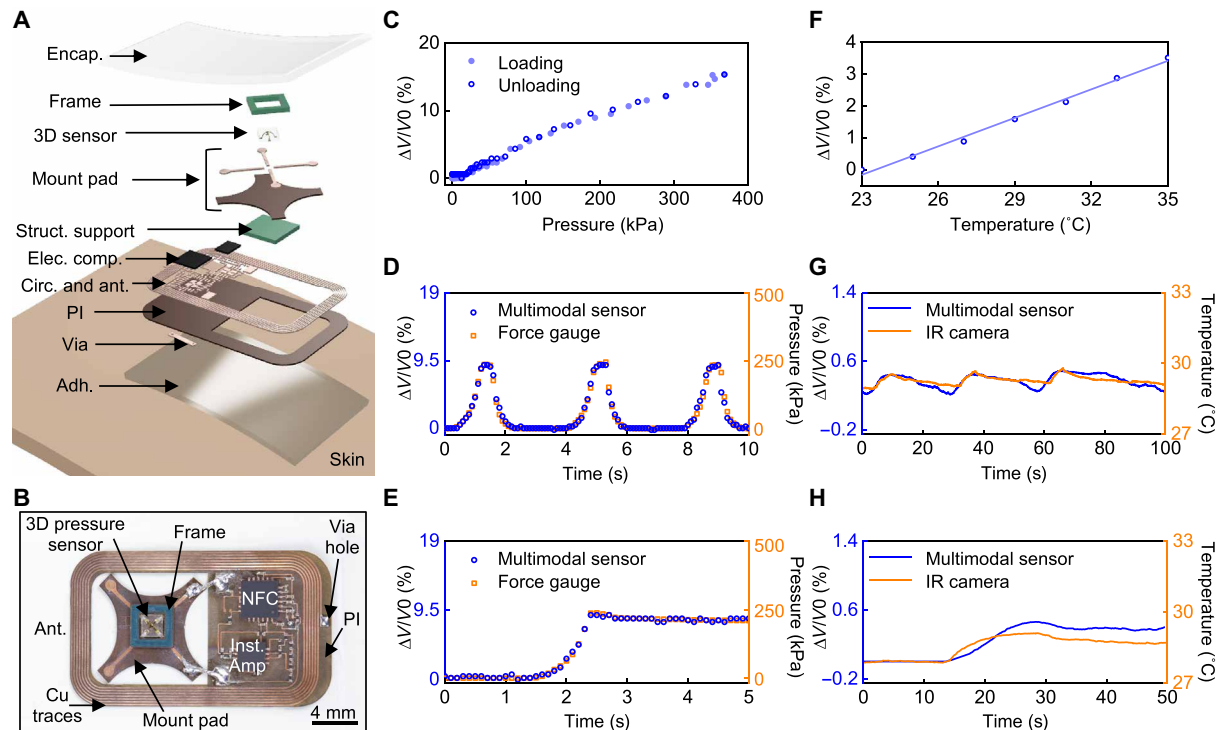 A
Encap.
Frame
3D sensor
Mount pad
Struct. support
Elec. comp.
Circ. and ant.
PI
Via
Adh.
Skin
B
3D pressure
sensor
Frame
Via
hole
NFC
PI
Ant.
Inst.
Amp
Cu
traces
Mount pad
4 mm
C
ΔV/V0 (%)
20
10
0
Loading
Unloading
0 100 200 300 400
Pressure (kPa)
D
ΔV/V0 (%)
19
9.5
0
Multimodal sensor
Force gauge
500
250
0
Pressure (kPa)
0 2 4 6 8 10
Time (s)
E
ΔV/V0 (%)
19
9.5
0
Multimodal sensor
Force gauge
500
250
0
Pressure (kPa)
0 1 2 3 4 5
Time (s)
F
ΔV/V0 (%)
4
3
2
1
0
23 26 29 32 35
Temperature (˚C)
G
ΔV/V0 (%)
1.4
0.6
−0.2
Multimodal sensor
IR camera
33
30
27
Temperature (˚C)
0 20 40 60 80 100
Time (s)
H
ΔV/V0 (%)
1.4
0.6
−0.2
Multimodal sensor
IR camera
33
30
27
Temperature (˚C)
0 10 20 30 40 50
Time (s)